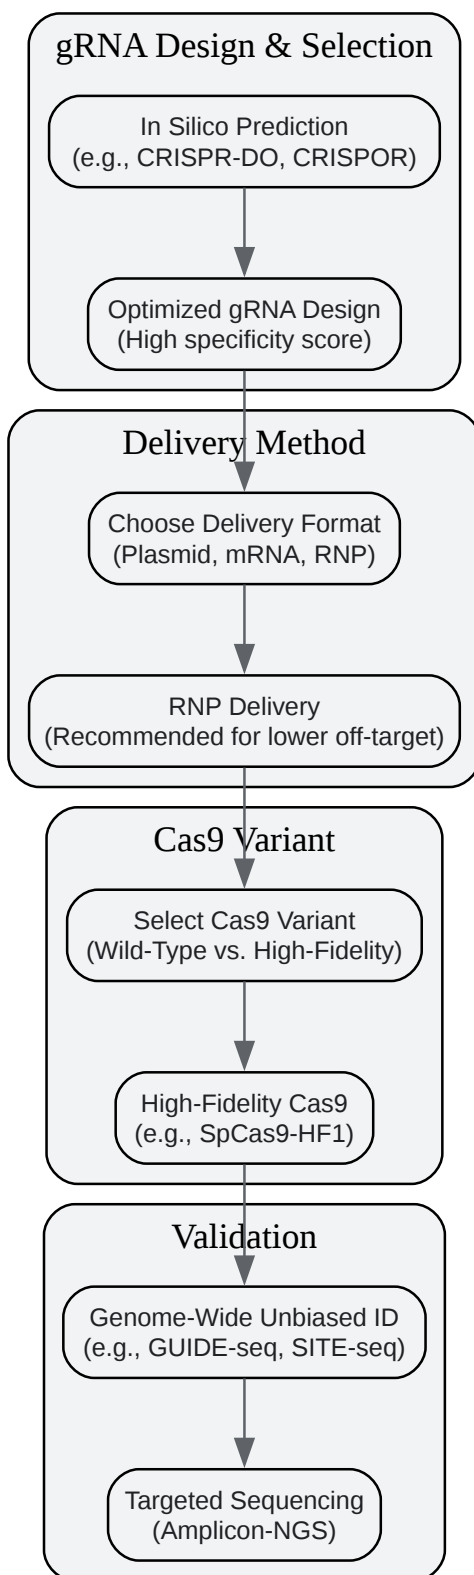 gRNA Design & Selection
In Silico Prediction
(e.g., CRISPR-DO, CRISPOR)
Optimized gRNA Design
(High specificity score)
Delivery Method
Choose Delivery Format
(Plasmid, mRNA, RNP)
RNP Delivery
(Recommended for lower off-target)
Cas9 Variant
Select Cas9 Variant
(Wild-Type vs. High-Fidelity)
High-Fidelity Cas9
(e.g., SpCas9-HF1)
Validation
Genome-Wide Unbiased ID
(e.g., GUIDE-seq, SITE-seq)
Targeted Sequencing
(Amplicon-NGS)